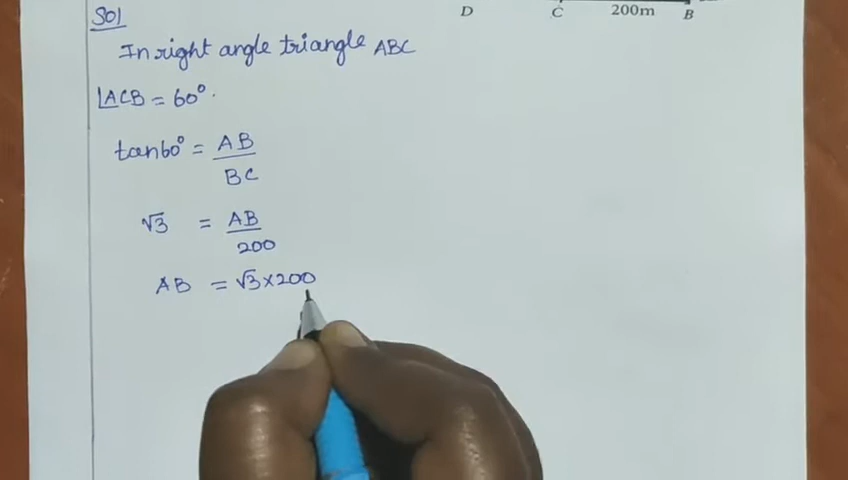 Sol
D C 200m B
In right angle triangle ABC
∠ACB = 60°.
tan60° = AB / BC
√3 = AB / 200
AB = √3×200